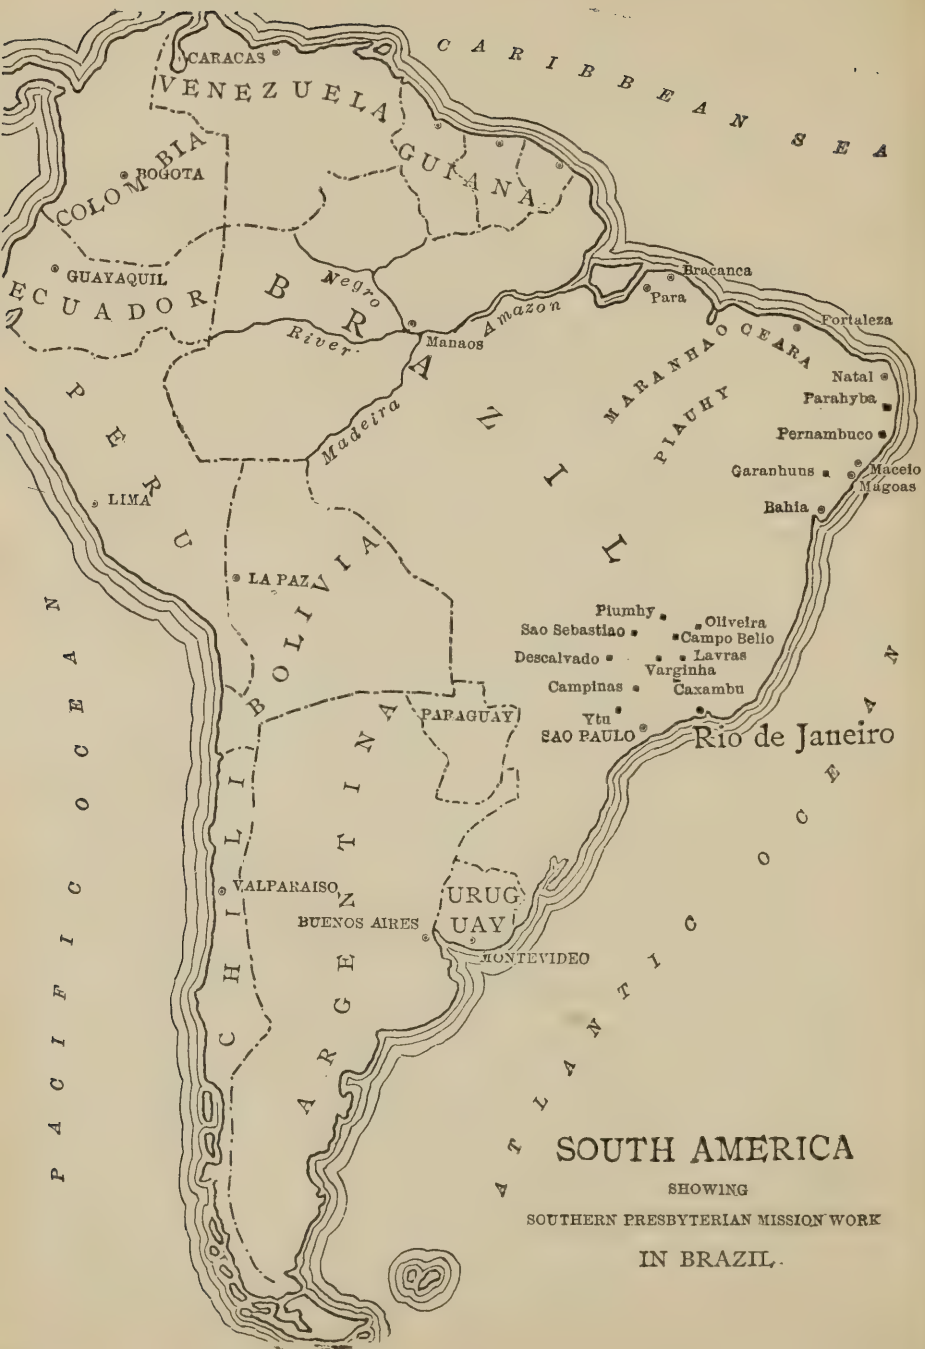 CARIBBEAN SEA
CARACAS
VENEZUELA
GUIANA
COLOMBIA
BOGOTA
GUAYAQUIL
ECUADOR
BRAZIL
Negro
River
Amazon
Manaos
Madeira
Bracanca
Para
Fortaleza
MARANHAO
CEARA
PIAUHY
Natal
Parahyba
Pernambuco
Garanhuns
Maceio
Magoas
Bahia
PERU
LIMA
LA PAZ
BOLIVIA
Piumhy
Oliveira
Sao Sebastiao
Campo Bello
Descalvado
Lavras
Varginha
Campinas
Caxambu
Ytu
SAO PAULO
Rio de Janeiro
PARAGUAY
CHILI
VALPARAISO
ARGENTINA
BUENOS AIRES
URUG
UAY
MONTEVIDEO
PACIFIC OCEAN
ATLANTIC OCEAN
SOUTH AMERICA
SHOWING
SOUTHERN PRESBYTERIAN MISSION WORK
IN BRAZIL.